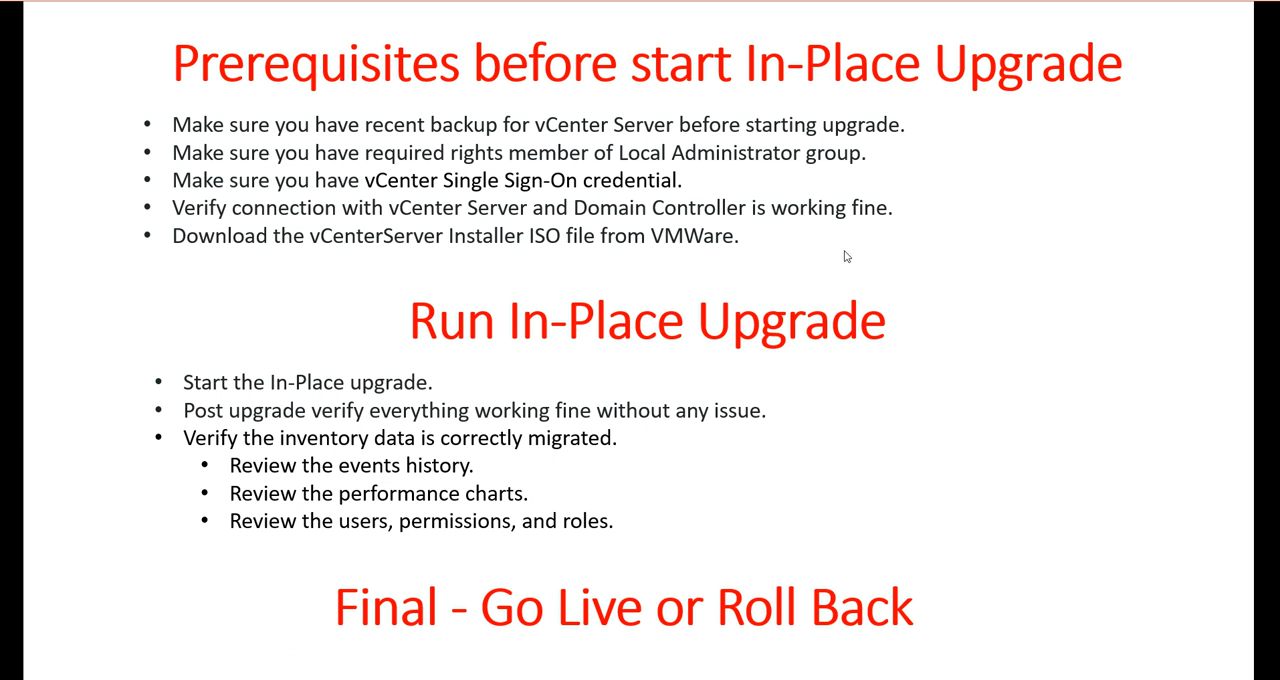 Prerequisites before start In-Place Upgrade
• Make sure you have recent backup for vCenter Server before starting upgrade.
• Make sure you have required rights member of Local Administrator group.
• Make sure you have vCenter Single Sign-On credential.
• Verify connection with vCenter Server and Domain Controller is working fine.
• Download the vCenterServer Installer ISO file from VMWare.
Run In-Place Upgrade
• Start the In-Place upgrade.
• Post upgrade verify everything working fine without any issue.
• Verify the inventory data is correctly migrated.
• Review the events history.
• Review the performance charts.
• Review the users, permissions, and roles.
Final - Go Live or Roll Back